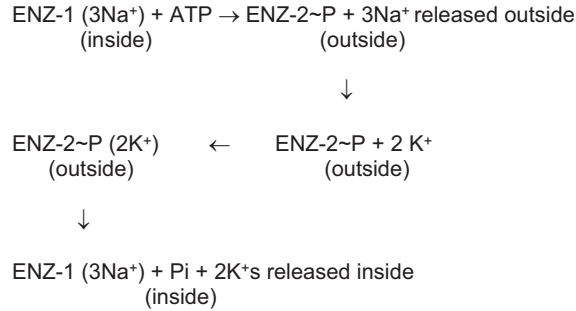 ENZ-1 (3Na⁺) + ATP → ENZ-2~P + 3Na⁺ released outside
(inside) (outside)
↓
ENZ-2~P (2K⁺) ← ENZ-2~P + 2 K⁺
(outside) (outside)
↓
ENZ-1 (3Na⁺) + Pi + 2K⁺s released inside
(inside)